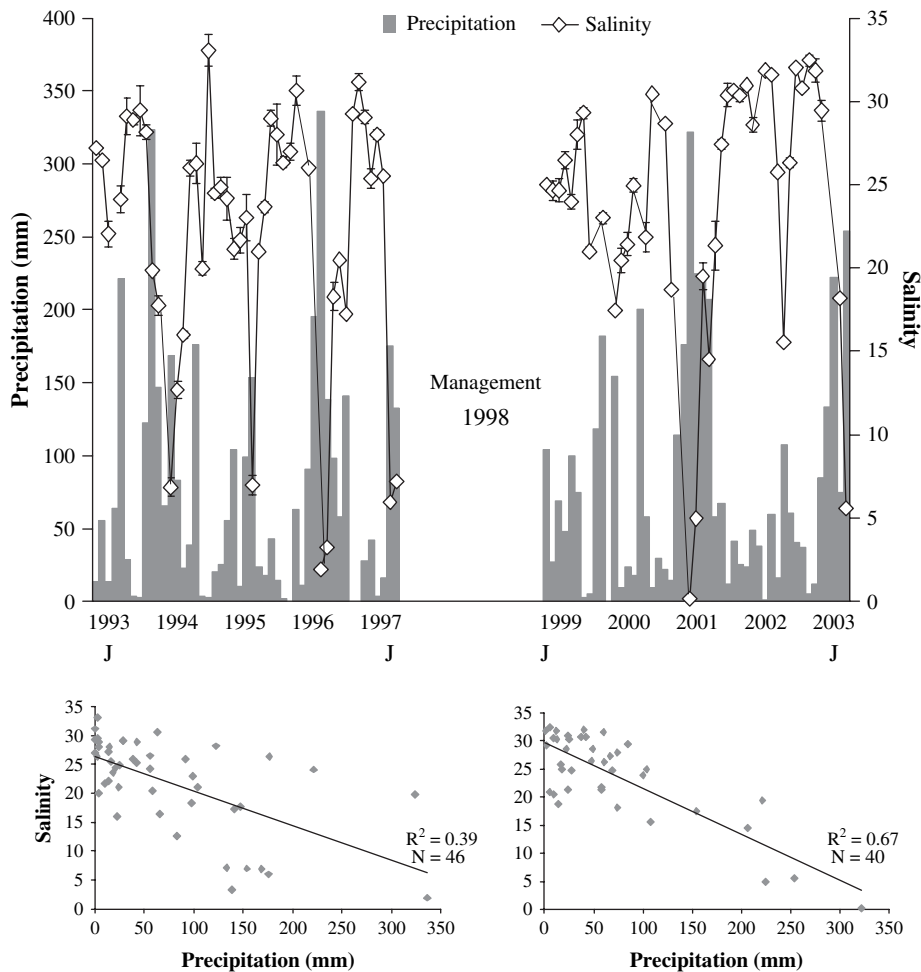 Precipitation Salinity
400
350
300
250
200
150
100
50
0
Precipitation (mm)
35
30
25
20
15
10
5
0
Salinity
Management
1998
1993 1994 1995 1996 1997 1999 2000 2001 2002 2003
J J J J
35
30
25
20
15
10
5
0
Salinity
R² = 0.39
N = 46
0 50 100 150 200 250 300 350
Precipitation (mm)
35
30
25
20
15
10
5
0
R² = 0.67
N = 40
0 50 100 150 200 250 300 350
Precipitation (mm)